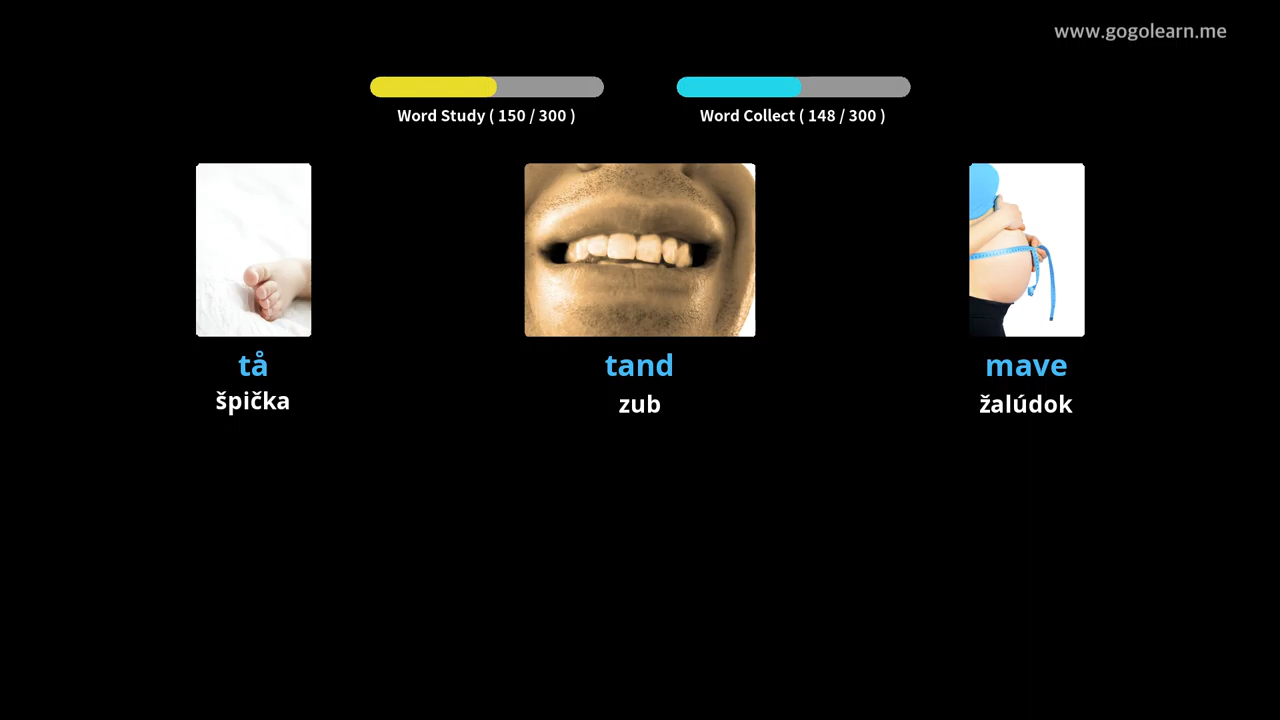 www.gogolearn.me
Word Study ( 150 / 300 )
Word Collect ( 148 / 300 )
tå
špička
tand
zub
mave
žalúdok